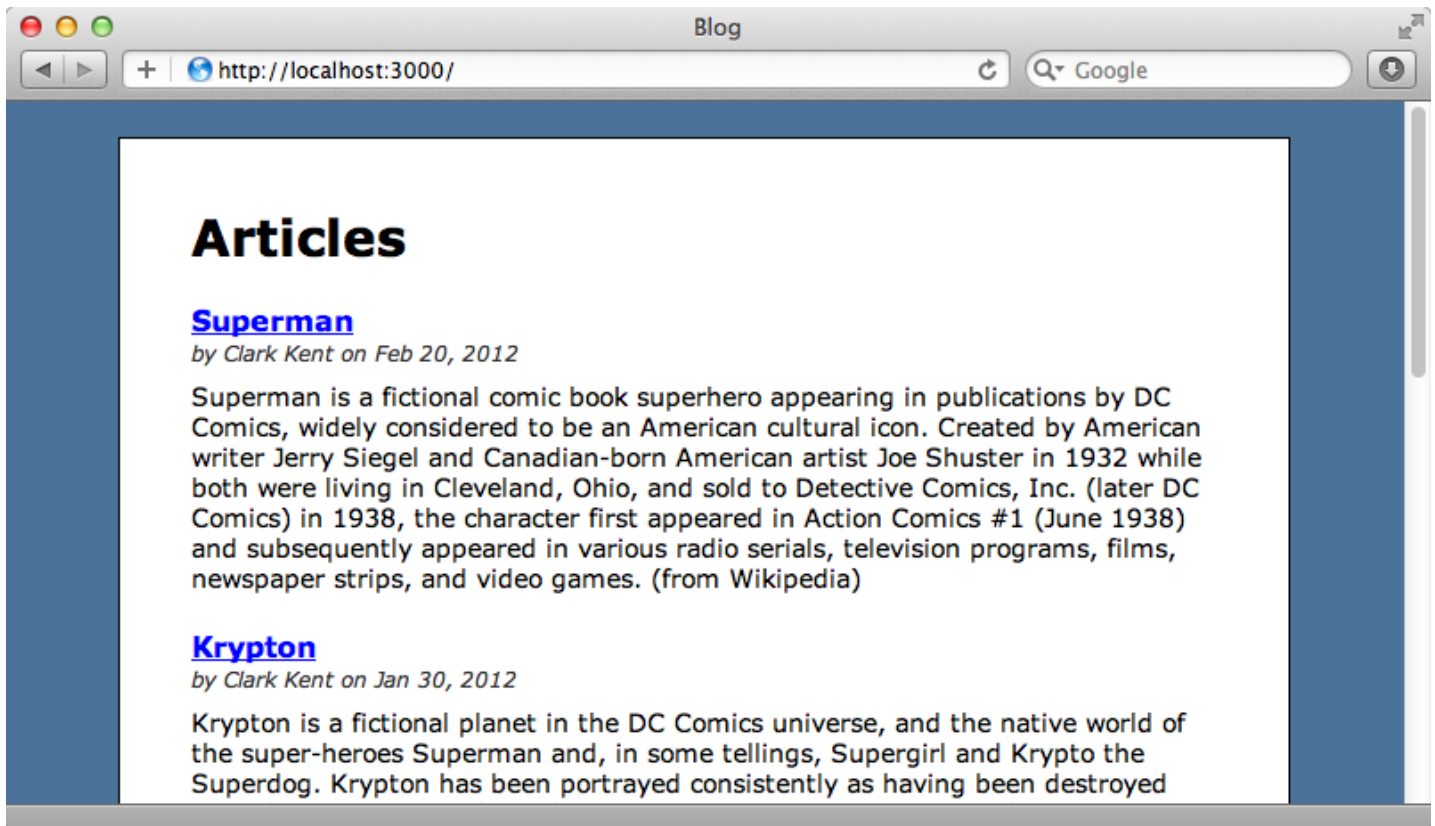 Blog
http://localhost:3000/
Google
Articles
Superman
by Clark Kent on Feb 20, 2012
Superman is a fictional comic book superhero appearing in publications by DC
Comics, widely considered to be an American cultural icon. Created by American
writer Jerry Siegel and Canadian-born American artist Joe Shuster in 1932 while
both were living in Cleveland, Ohio, and sold to Detective Comics, Inc. (later DC
Comics) in 1938, the character first appeared in Action Comics #1 (June 1938)
and subsequently appeared in various radio serials, television programs, films,
newspaper strips, and video games. (from Wikipedia)
Krypton
by Clark Kent on Jan 30, 2012
Krypton is a fictional planet in the DC Comics universe, and the native world of
the super-heroes Superman and, in some tellings, Supergirl and Krypto the
Superdog. Krypton has been portrayed consistently as having been destroyed